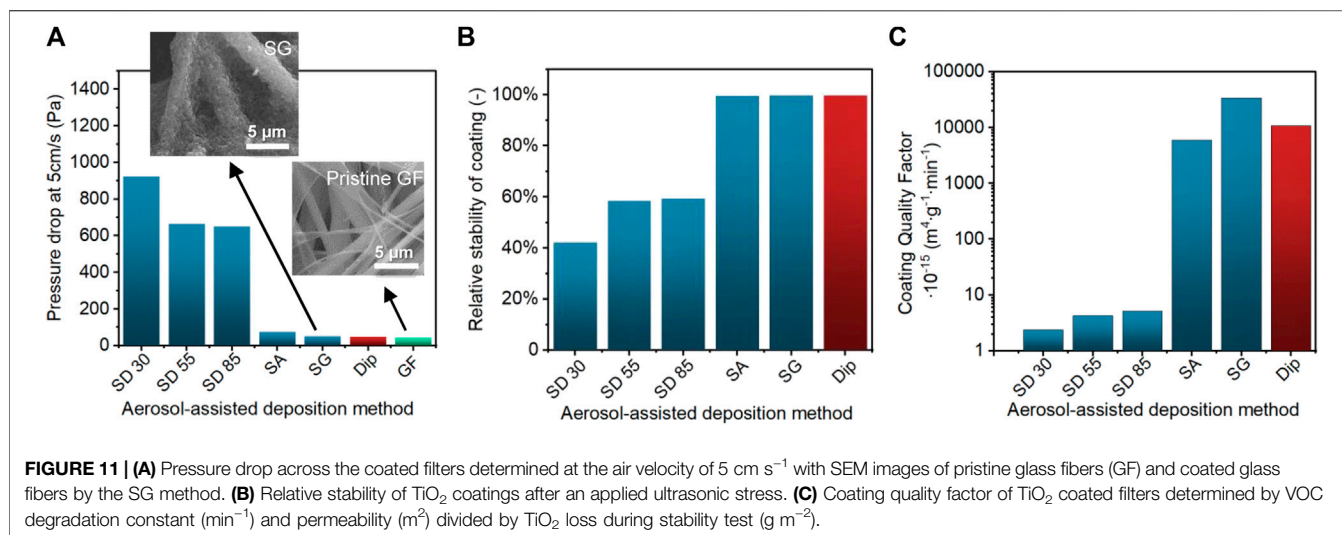 A
SG
5 µm
Pristine GF
5 µm
Pressure drop at 5cm/s (Pa)
1400
1200
1000
800
600
400
200
0
SD 30
SD 55
SD 85
SA
SG
Dip
GF
Aerosol-assisted deposition method
B
Relative stability of coating (-)
100%
80%
60%
40%
20%
0
SD 30
SD 55
SD 85
SA
SG
Dip
Aerosol-assisted deposition method
C
Coating Quality Factor
·10⁻¹⁵ (m⁴·g⁻¹·min⁻¹)
100000
10000
1000
100
10
1
SD 30
SD 55
SD 85
SA
SG
Dip
Aerosol-assisted deposition method
FIGURE 11 | (A) Pressure drop across the coated filters determined at the air velocity of 5 cm s⁻¹ with SEM images of pristine glass fibers (GF) and coated glass
fibers by the SG method. (B) Relative stability of TiO₂ coatings after an applied ultrasonic stress. (C) Coating quality factor of TiO₂ coated filters determined by VOC
degradation constant (min⁻¹) and permeability (m²) divided by TiO₂ loss during stability test (g m⁻²).